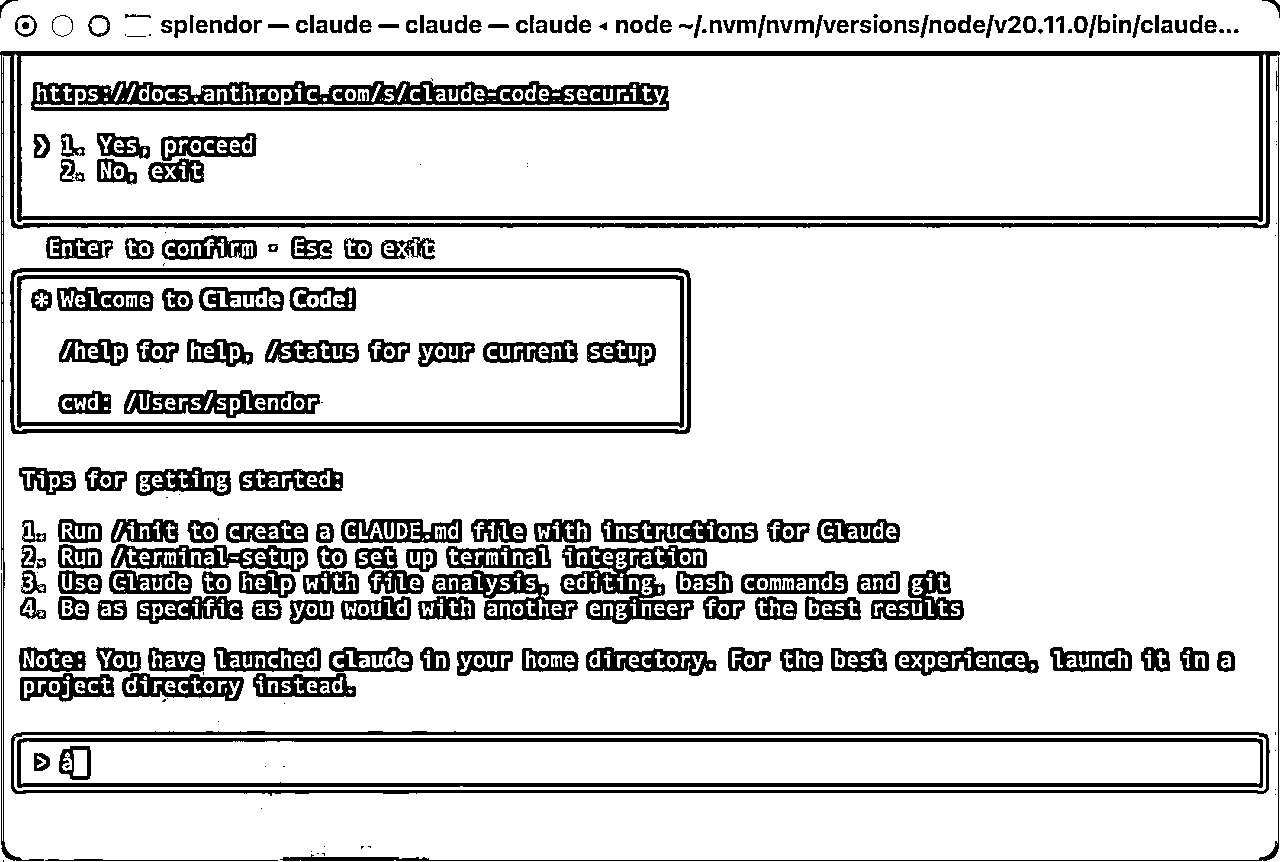 splendor — claude — claude — claude ◂ node ~/.nvm/nvm/versions/node/v20.11.0/bin/claude...
https://docs.anthropic.com/s/claude-code-security
❯ 1. Yes, proceed
2. No, exit
Enter to confirm · Esc to exit
✻ Welcome to Claude Code!
/help for help, /status for your current setup
cwd: /Users/splendor
Tips for getting started:
1. Run /init to create a CLAUDE.md file with instructions for Claude
2. Run /terminal-setup to set up terminal integration
3. Use Claude to help with file analysis, editing, bash commands and git
4. Be as specific as you would with another engineer for the best results
Note: You have launched claude in your home directory. For the best experience, launch it in a
project directory instead.
> â